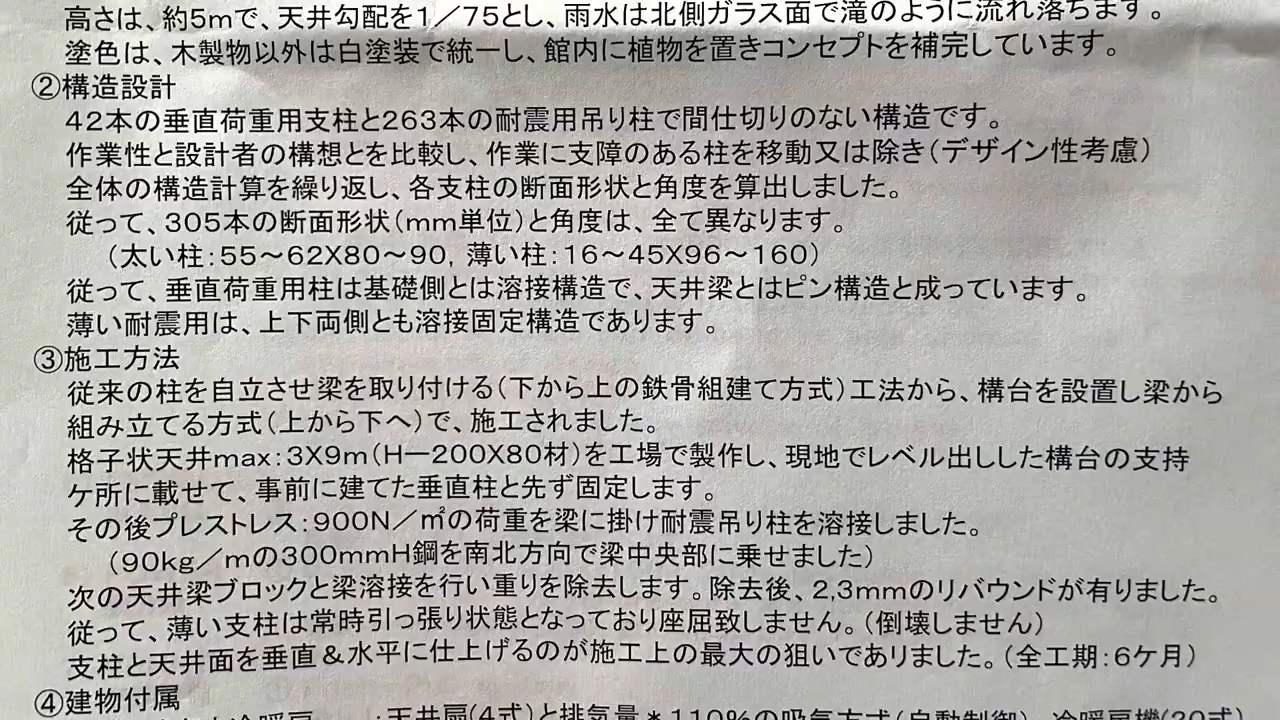 高さは、約5mで、天井勾配を1／75とし、雨水は北側ガラス面で滝のように流れ落ちます。
塗色は、木製物以外は白塗装で統一し、館内に植物を置きコンセプトを補完しています。
②構造設計
42本の垂直荷重用支柱と263本の耐震用吊り柱で間仕切りのない構造です。
作業性と設計者の構想とを比較し、作業に支障のある柱を移動又は除き（デザイン性考慮）
全体の構造計算を繰り返し、各支柱の断面形状と角度を算出しました。
従って、305本の断面形状（mm単位）と角度は、全て異なります。
（太い柱：55～62X80～90, 薄い柱：16～45X96～160）
従って、垂直荷重用柱は基礎側とは溶接構造で、天井梁とはピン構造と成っています。
薄い耐震用は、上下両側とも溶接固定構造であります。
③施工方法
従来の柱を自立させ梁を取り付ける（下から上の鉄骨組建て方式）工法から、構台を設置し梁から
組み立てる方式（上から下へ）で、施工されました。
格子状天井max：3X9m（H－200X80材）を工場で製作し、現地でレベル出しした構台の支持
ケ所に載せて、事前に建てた垂直柱と先ず固定します。
その後プレストレス：900N／㎡の荷重を梁に掛け耐震吊り柱を溶接しました。
（90kg／mの300mmH鋼を南北方向で梁中央部に乗せました）
次の天井梁ブロックと梁溶接を行い重りを除去します。除去後、2,3mmのリバウンドが有りました。
従って、薄い支柱は常時引っ張り状態となっており座屈致しません。（倒壊しません）
支柱と天井面を垂直＆水平に仕上げるのが施工上の最大の狙いでありました。（全工期：6ケ月）
④建物付属
冷暖房　：天井扇(4式)と排気量＊110%の吸気方式(自動制御)、冷暖房機(20式)